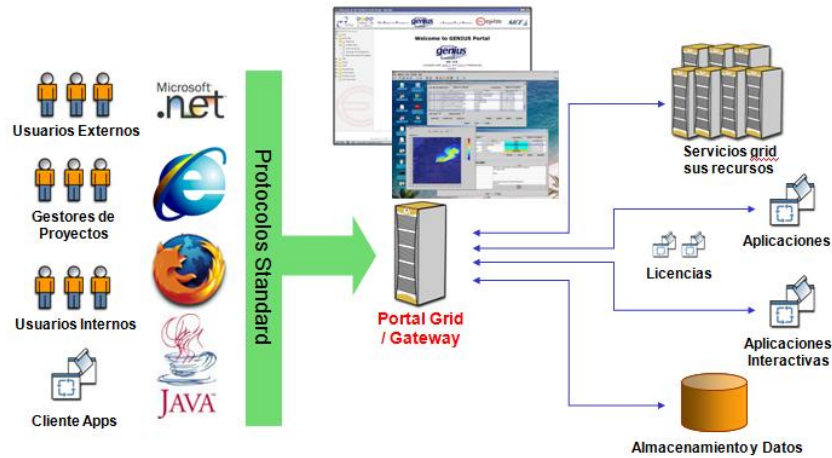 Welcome to GENIUS Portal
genius
Usuarios Externos
Microsoft
.net
Gestores de
Proyectos
Usuarios Internos
Cliente Apps
JAVA
Protocolos Standard
Portal Grid
/ Gateway
Servicios grid
sus recursos
Licencias
Aplicaciones
Aplicaciones
Interactivas
Almacenamiento y Datos